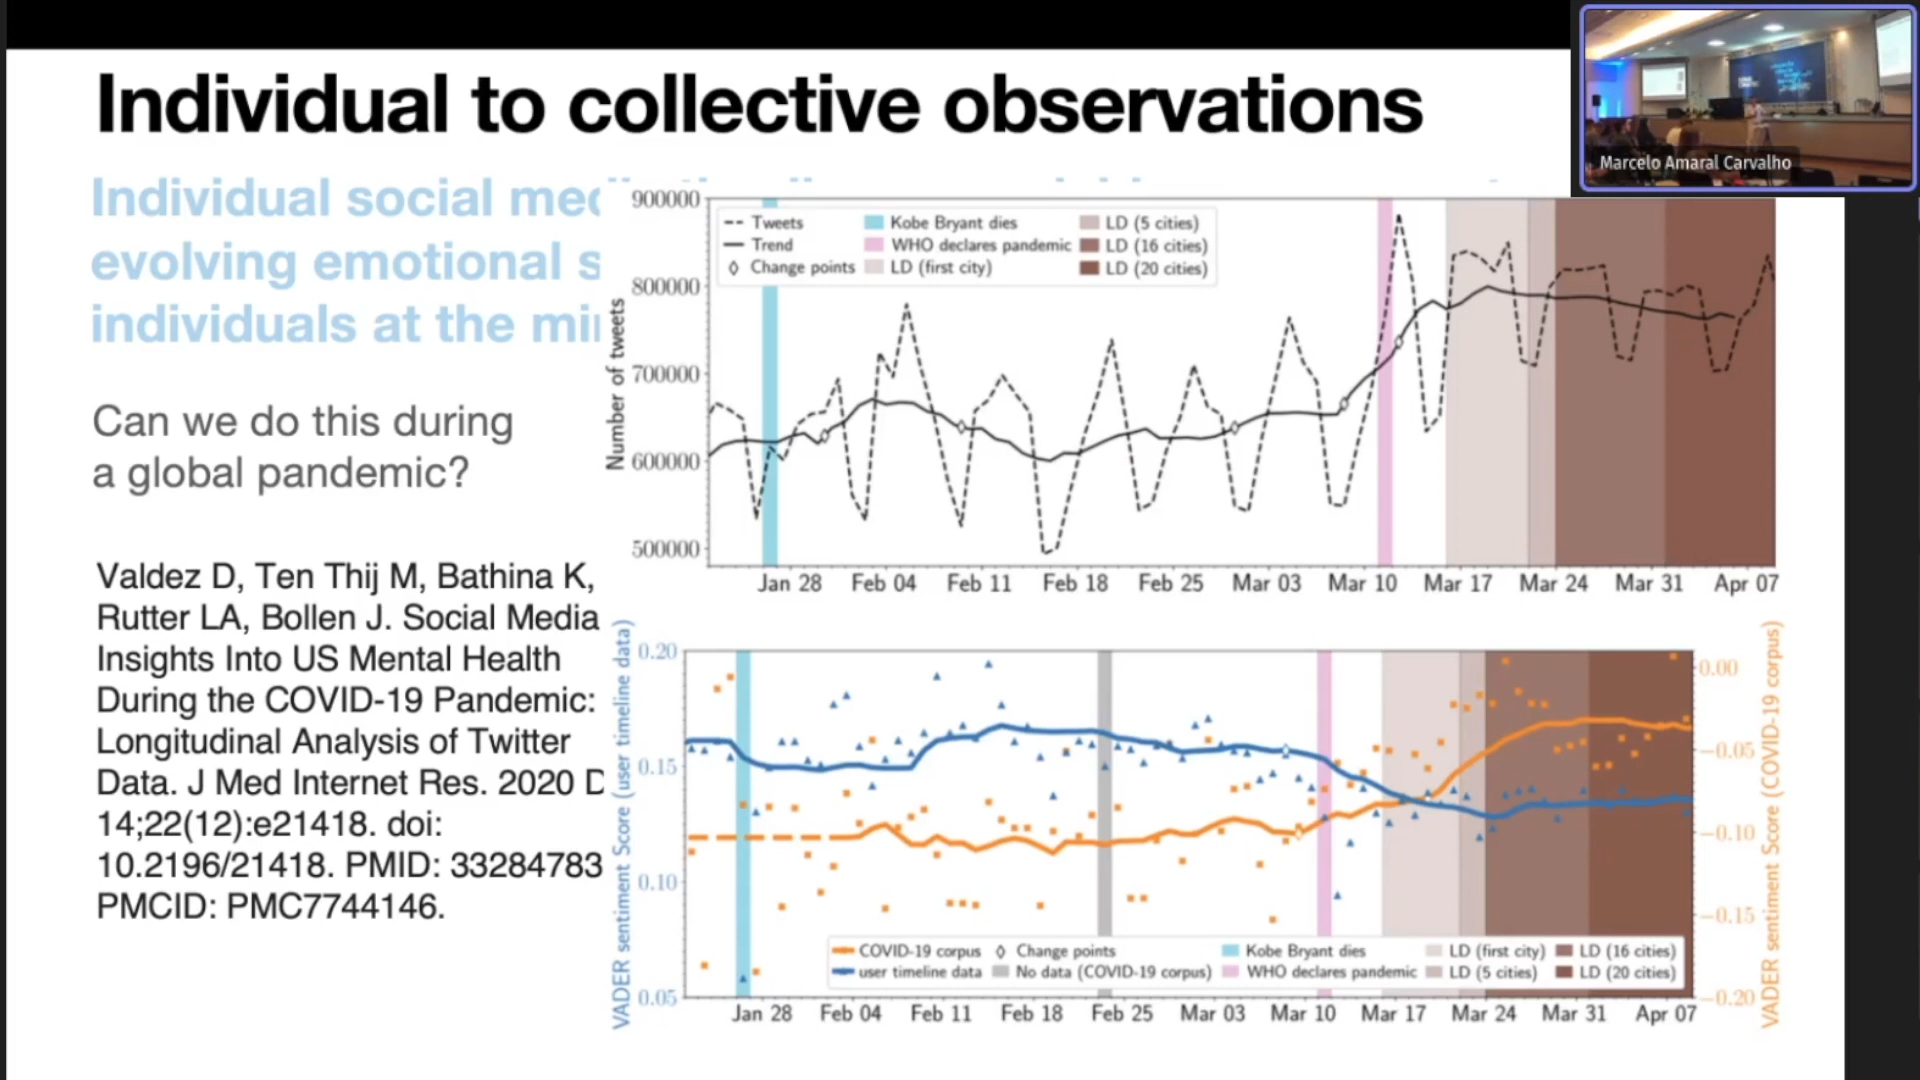 Individual to collective observations
Marcelo Amaral Carvalho
Individual social med
evolving emotional s
individuals at the min
Can we do this during
a global pandemic?
Valdez D, Ten Thij M, Bathina K,
Rutter LA, Bollen J. Social Media
Insights Into US Mental Health
During the COVID-19 Pandemic:
Longitudinal Analysis of Twitter
Data. J Med Internet Res. 2020 D
14;22(12):e21418. doi:
10.2196/21418. PMID: 33284783
PMCID: PMC7744146.
Number of tweets
900000
800000
700000
600000
500000
Tweets
Trend
Change points
Kobe Bryant dies
WHO declares pandemic
LD (first city)
LD (5 cities)
LD (16 cities)
LD (20 cities)
Jan 28 Feb 04 Feb 11 Feb 18 Feb 25 Mar 03 Mar 10 Mar 17 Mar 24 Mar 31 Apr 07
VADER sentiment Score (user timeline data)
0.20
0.15
0.10
0.05
COVID-19 corpus
user timeline data
Change points
No data (COVID-19 corpus)
Kobe Bryant dies
WHO declares pandemic
LD (first city)
LD (5 cities)
LD (16 cities)
LD (20 cities)
0.00
−0.05
−0.10
−0.15
−0.20
VADER sentiment Score (COVID-19 corpus)
Jan 28 Feb 04 Feb 11 Feb 18 Feb 25 Mar 03 Mar 10 Mar 17 Mar 24 Mar 31 Apr 07